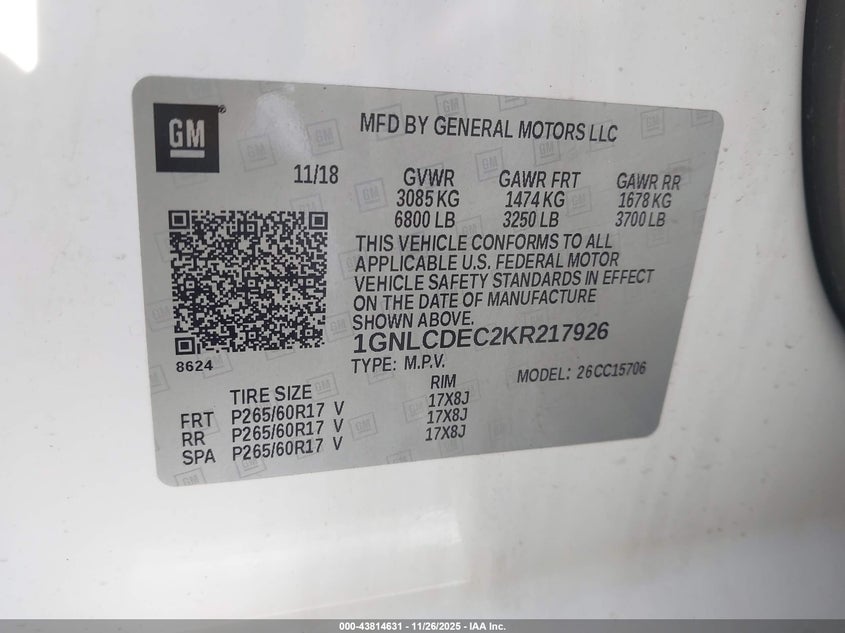 GM®
MFD BY GENERAL MOTORS LLC
11/18 GVWR GAWR FRT GAWR RR
3085 KG 1474 KG 1678 KG
6800 LB 3250 LB 3700 LB
THIS VEHICLE CONFORMS TO ALL
APPLICABLE U.S. FEDERAL MOTOR
VEHICLE SAFETY STANDARDS IN EFFECT
ON THE DATE OF MANUFACTURE
SHOWN ABOVE.
1GNLCDEC2KR217926
8624
TYPE: M.P.V. MODEL: 26CC15706
TIRE SIZE RIM
FRT P265/60R17 V 17X8J
RR P265/60R17 V 17X8J
SPA P265/60R17 V 17X8J
000-43814631 - 11/26/2025 - IAA Inc.